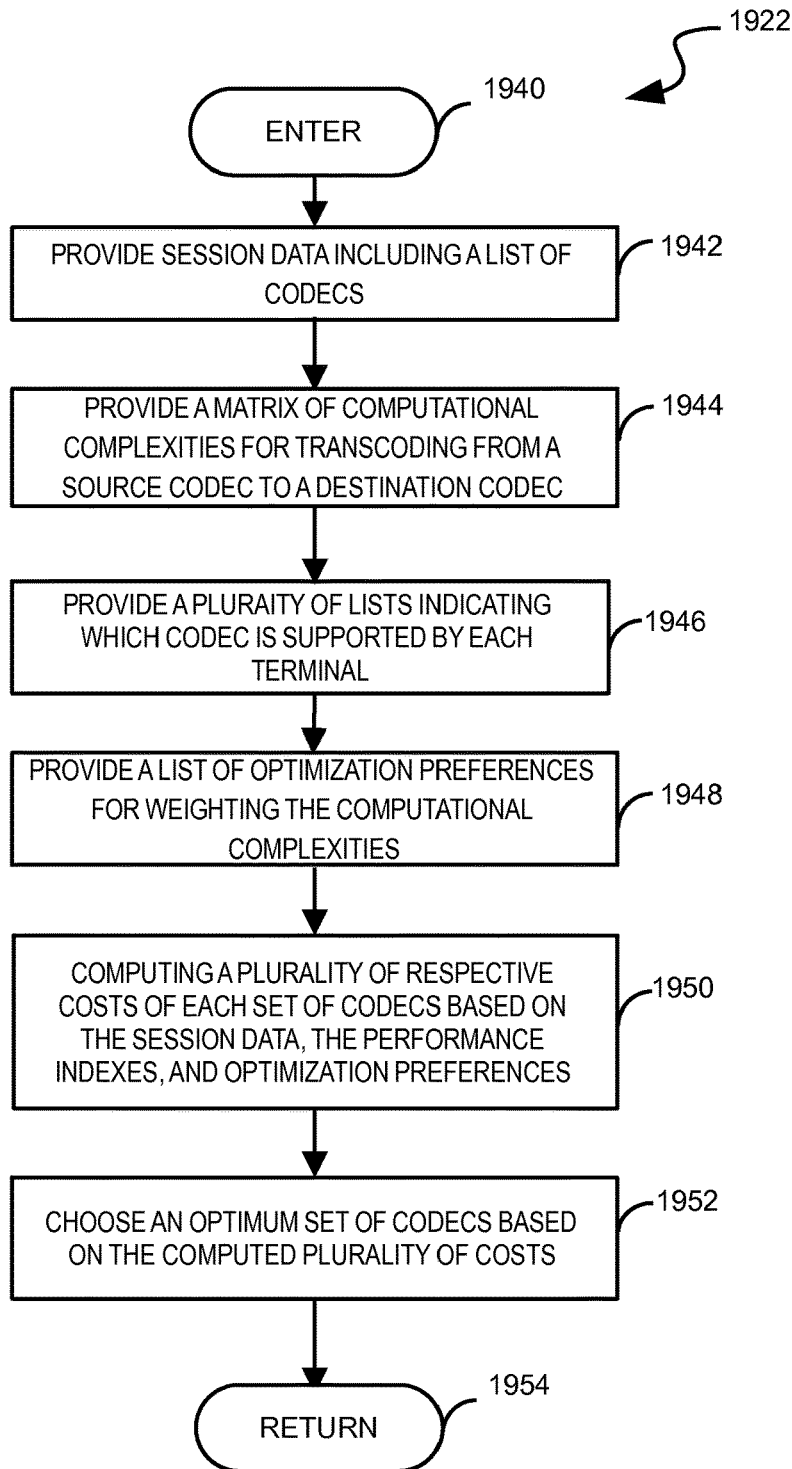 1922
ENTER
1940
PROVIDE SESSION DATA INCLUDING A LIST OF
CODECS
1942
PROVIDE A MATRIX OF COMPUTATIONAL
COMPLEXITIES FOR TRANSCODING FROM A
SOURCE CODEC TO A DESTINATION CODEC
1944
PROVIDE A PLURAITY OF LISTS INDICATING
WHICH CODEC IS SUPPORTED BY EACH
TERMINAL
1946
PROVIDE A LIST OF OPTIMIZATION PREFERENCES
FOR WEIGHTING THE COMPUTATIONAL
COMPLEXITIES
1948
COMPUTING A PLURALITY OF RESPECTIVE
COSTS OF EACH SET OF CODECS BASED ON
THE SESSION DATA, THE PERFORMANCE
INDEXES, AND OPTIMIZATION PREFERENCES
1950
CHOOSE AN OPTIMUM SET OF CODECS BASED
ON THE COMPUTED PLURALITY OF COSTS
1952
RETURN
1954